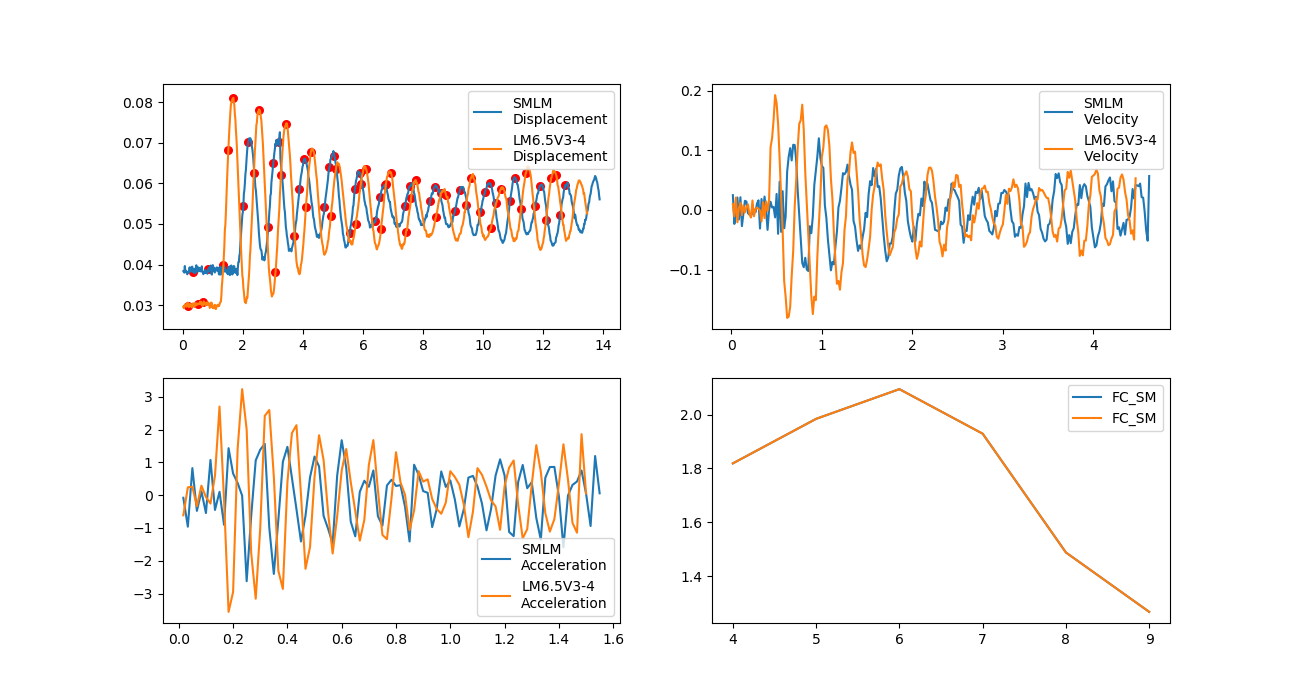 0.08
0.07
0.06
0.05
0.04
0.03
0 2 4 6 8 10 12 14
SMLM
Displacement
LM6.5V3-4
Displacement
0.2
0.1
0.0
−0.1
0 1 2 3 4
SMLM
Velocity
LM6.5V3-4
Velocity
3
2
1
0
−1
−2
−3
0.0 0.2 0.4 0.6 0.8 1.0 1.2 1.4 1.6
SMLM
Acceleration
LM6.5V3-4
Acceleration
2.0
1.8
1.6
1.4
4 5 6 7 8 9
FC_SM
FC_SM